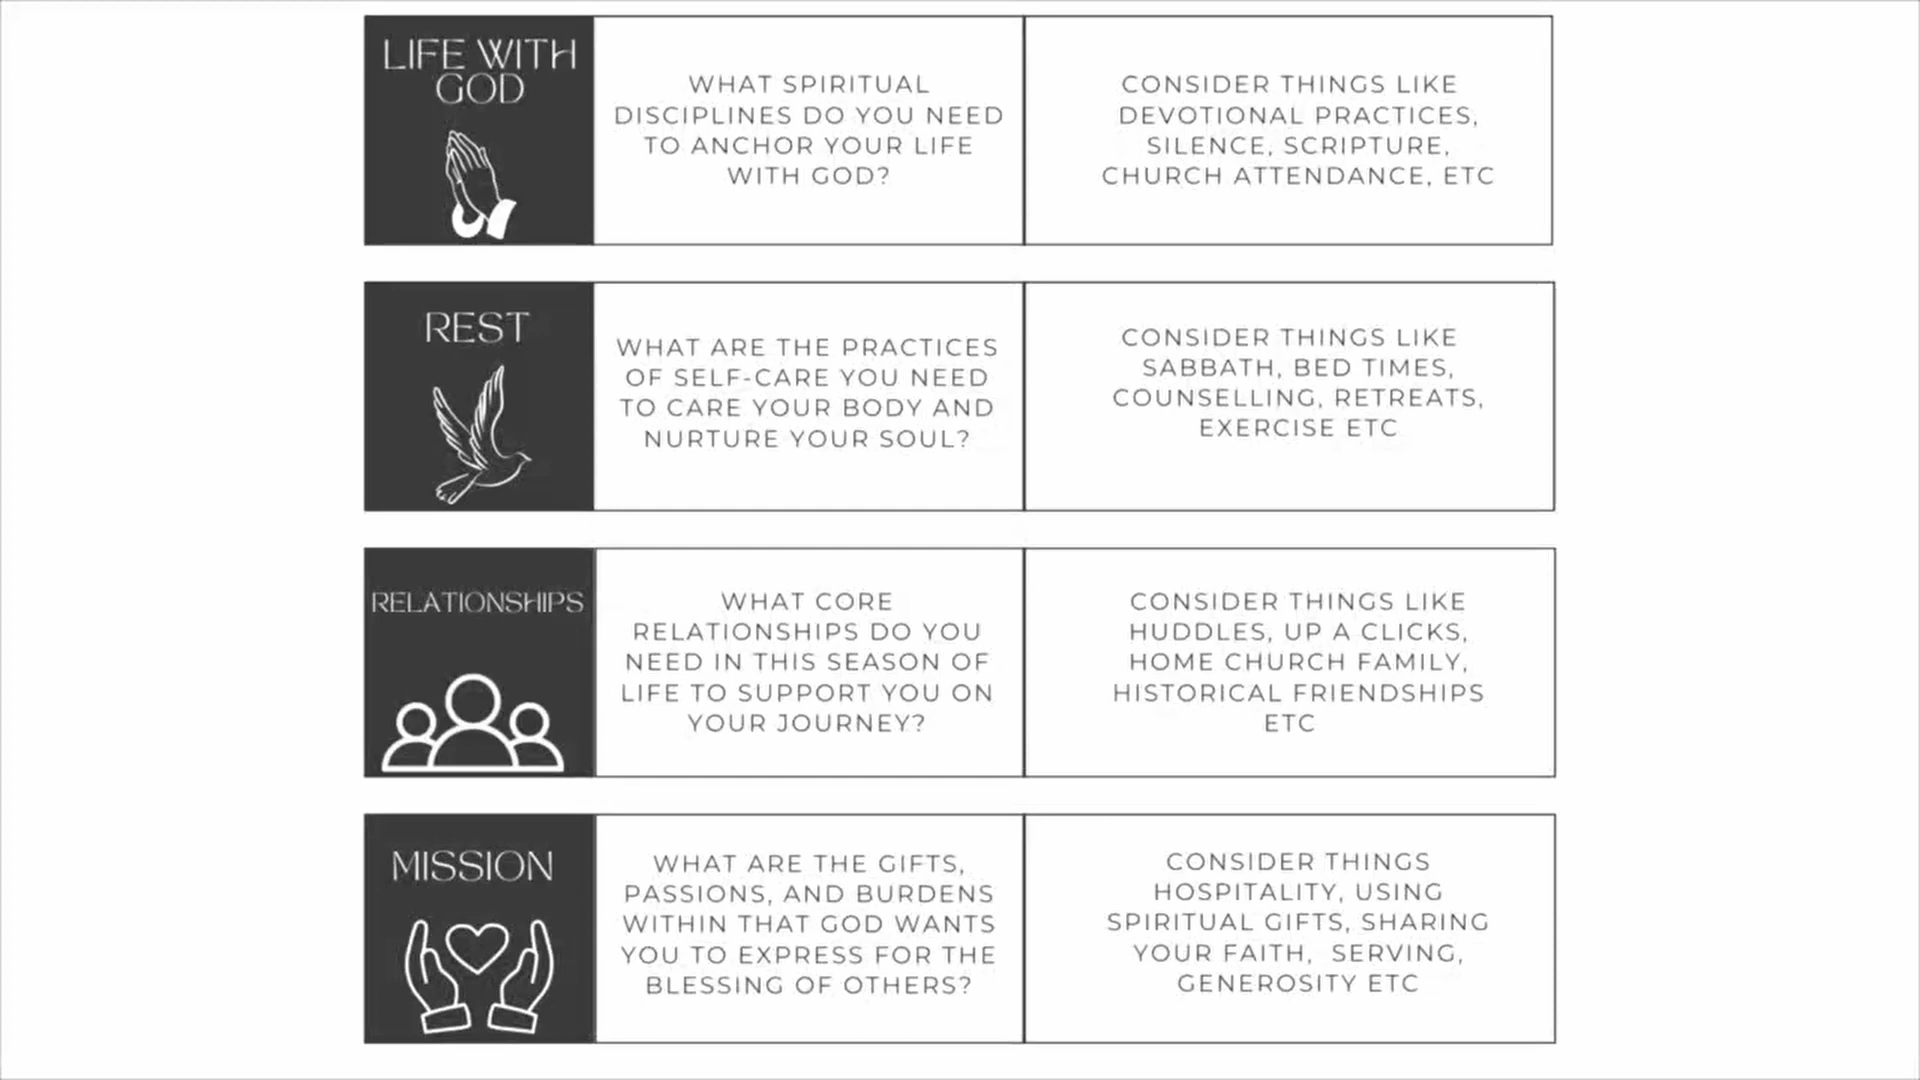 LIFE WITH
GOD
WHAT SPIRITUAL
DISCIPLINES DO YOU NEED
TO ANCHOR YOUR LIFE
WITH GOD?
CONSIDER THINGS LIKE
DEVOTIONAL PRACTICES,
SILENCE, SCRIPTURE,
CHURCH ATTENDANCE, ETC
REST
WHAT ARE THE PRACTICES
OF SELF-CARE YOU NEED
TO CARE YOUR BODY AND
NURTURE YOUR SOUL?
CONSIDER THINGS LIKE
SABBATH, BED TIMES,
COUNSELLING, RETREATS,
EXERCISE ETC
RELATIONSHIPS
WHAT CORE
RELATIONSHIPS DO YOU
NEED IN THIS SEASON OF
LIFE TO SUPPORT YOU ON
YOUR JOURNEY?
CONSIDER THINGS LIKE
HUDDLES, UP A CLICKS,
HOME CHURCH FAMILY,
HISTORICAL FRIENDSHIPS
ETC
MISSION
WHAT ARE THE GIFTS,
PASSIONS, AND BURDENS
WITHIN THAT GOD WANTS
YOU TO EXPRESS FOR THE
BLESSING OF OTHERS?
CONSIDER THINGS
HOSPITALITY, USING
SPIRITUAL GIFTS, SHARING
YOUR FAITH, SERVING,
GENEROSITY ETC